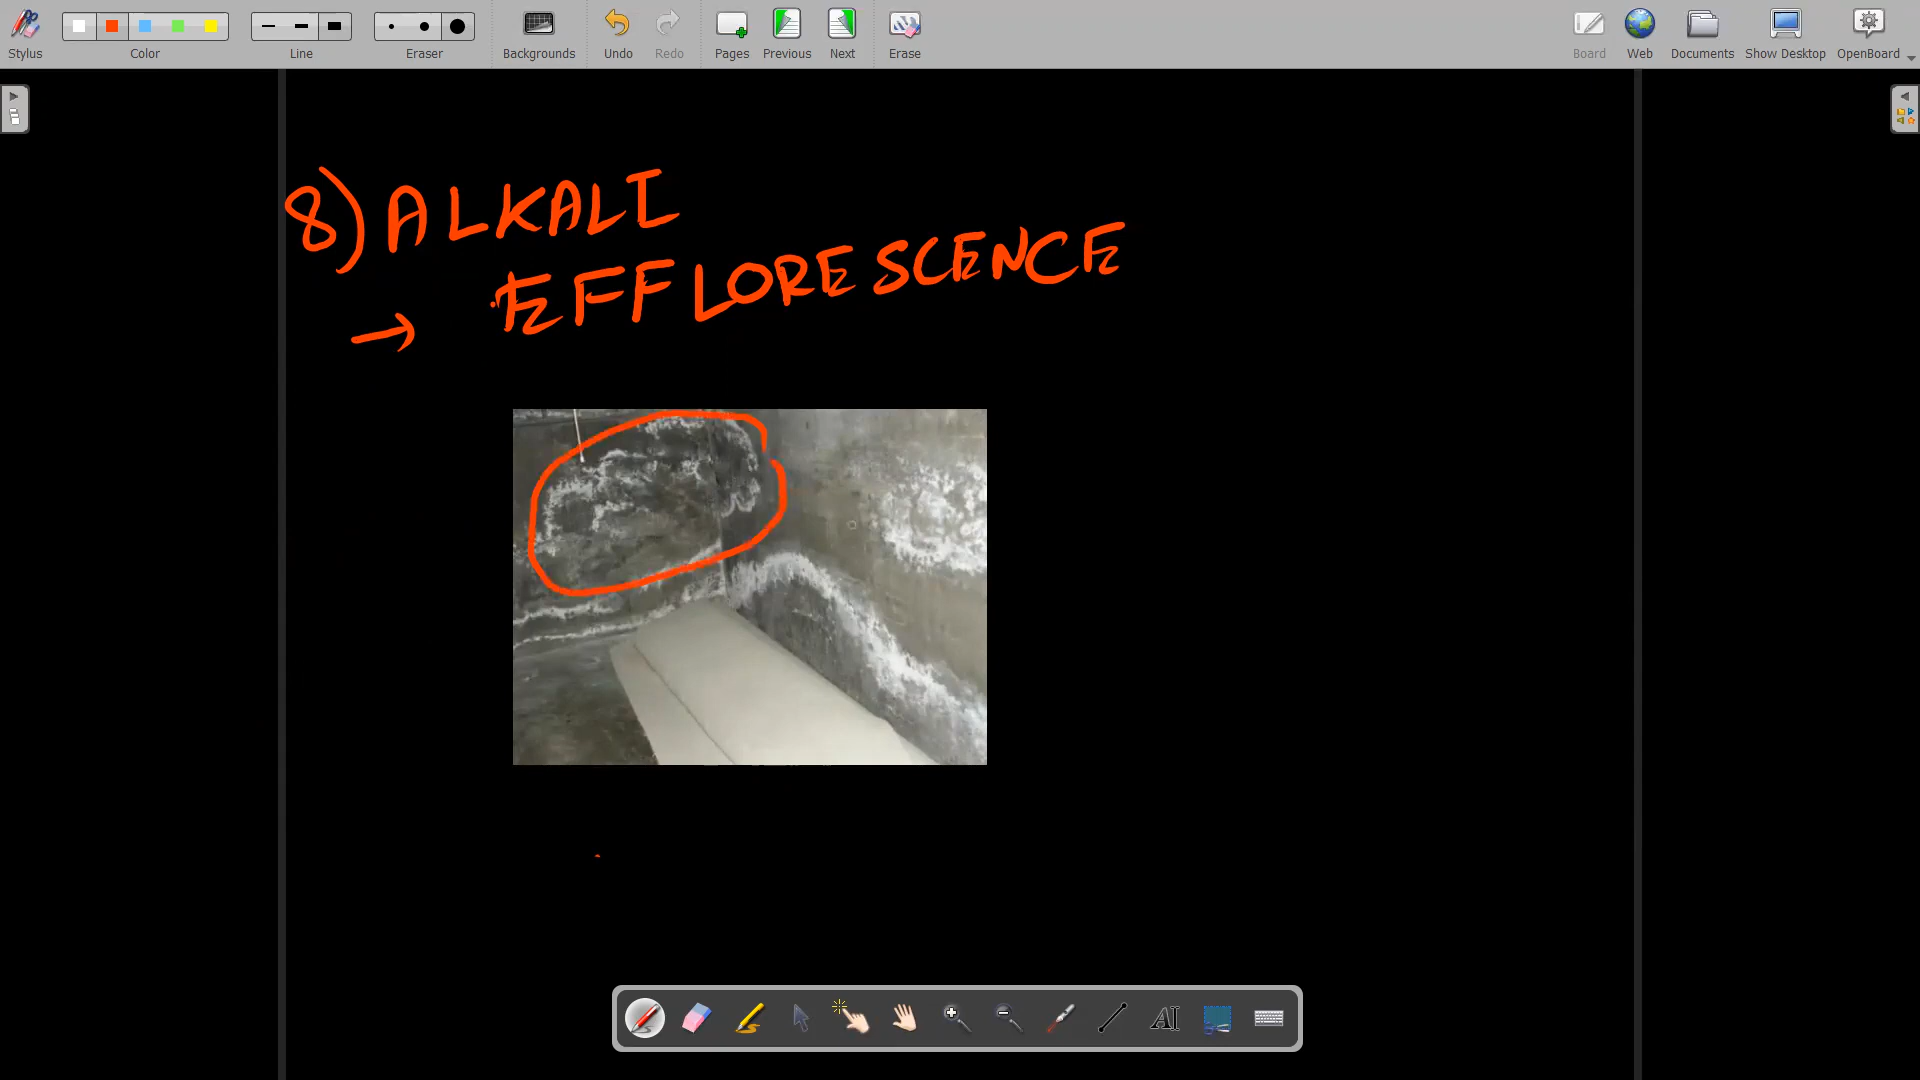 Stylus
Color
Line
Eraser
Backgrounds
Undo
Redo
Pages
Previous
Next
Erase
Board
Web
Documents
Show Desktop
OpenBoard
8) ALKALI
→ EFFLORESCENCE
AI